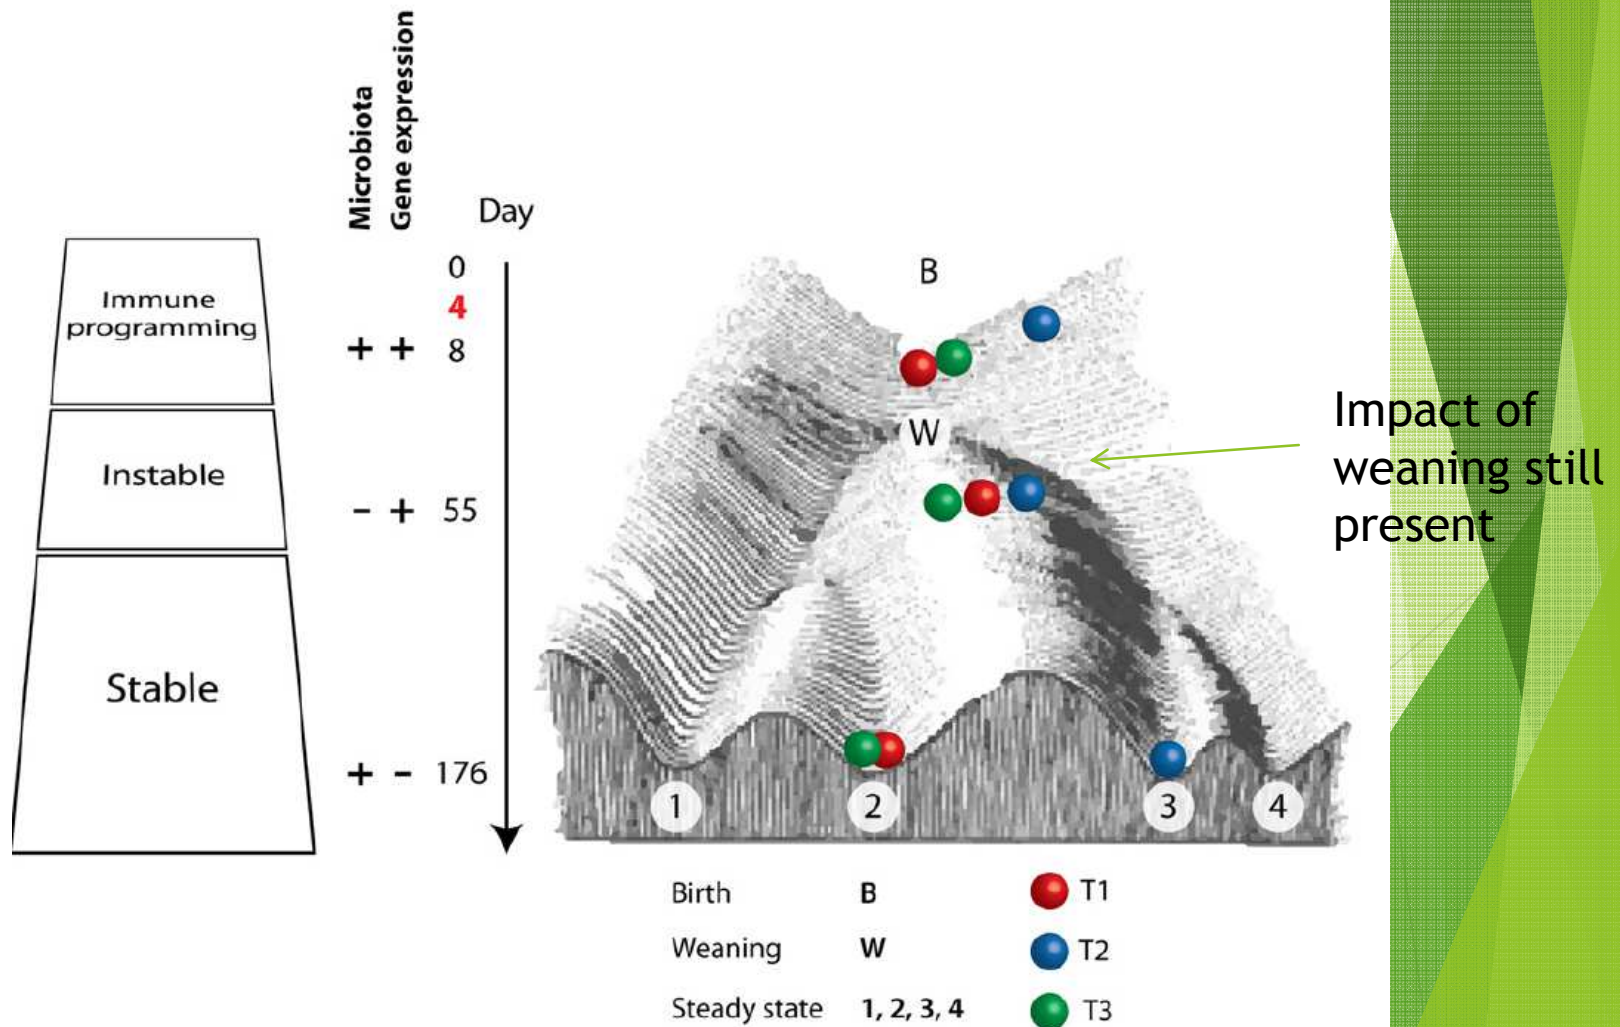 Microbiota
Gene expression
Day
0
4
+ + 8
- + 55
+ - 176
Immune
programming
Instable
Stable
B
W
1
2
3
4
Impact of
weaning still
present
Birth B
Weaning W
Steady state 1, 2, 3, 4
T1
T2
T3